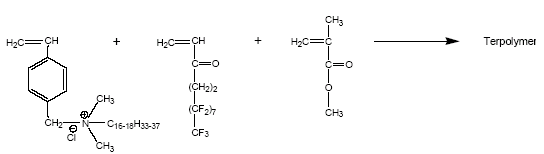 H2C=CH + H2C=CH + H2C=C Terpolymer
CH3
C=O
C=O
(CH2)2
O
CH3
(CF2)7
CH3
CH2 N C16-18H33-37
⊕
⊖
Cl
CF3
CH3